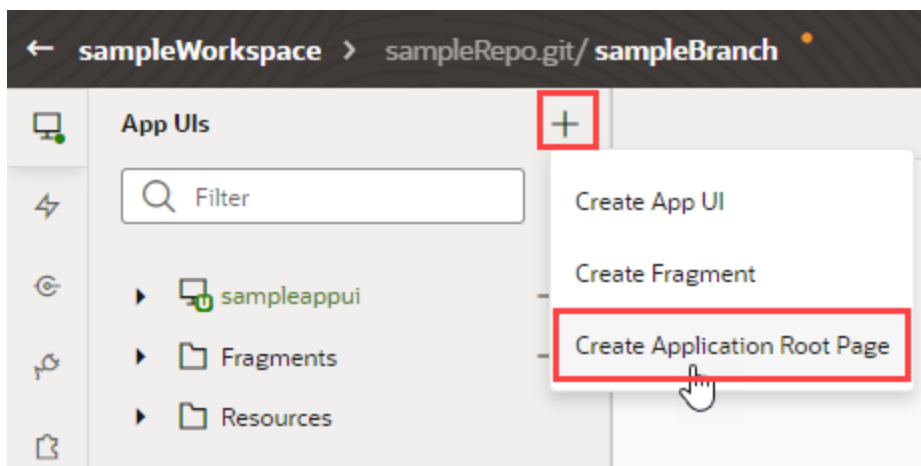 ← sampleWorkspace > sampleRepo.git/ sampleBranch
App UIs +
Filter
Create App UI
Create Fragment
sampleappui
Create Application Root Page
Fragments
Resources